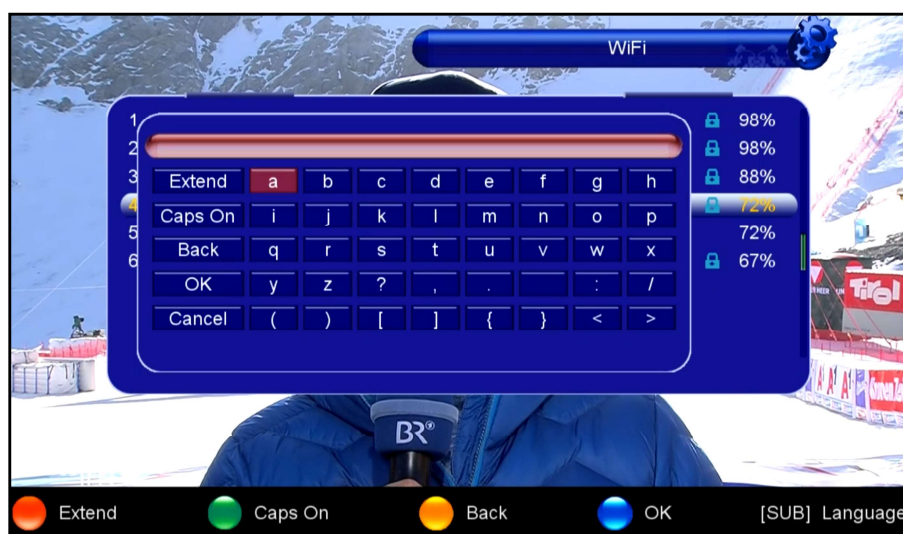 WiFi
1 98%
2 98%
3 88%
4 72%
5 72%
6 67%
Extend a b c d e f g h
Caps On i j k l m n o p
Back q r s t u v w x
OK y z ? , . : /
Cancel ( ) [ ] { } < >
Tirol
BR
Extend Caps On Back OK [SUB] Language